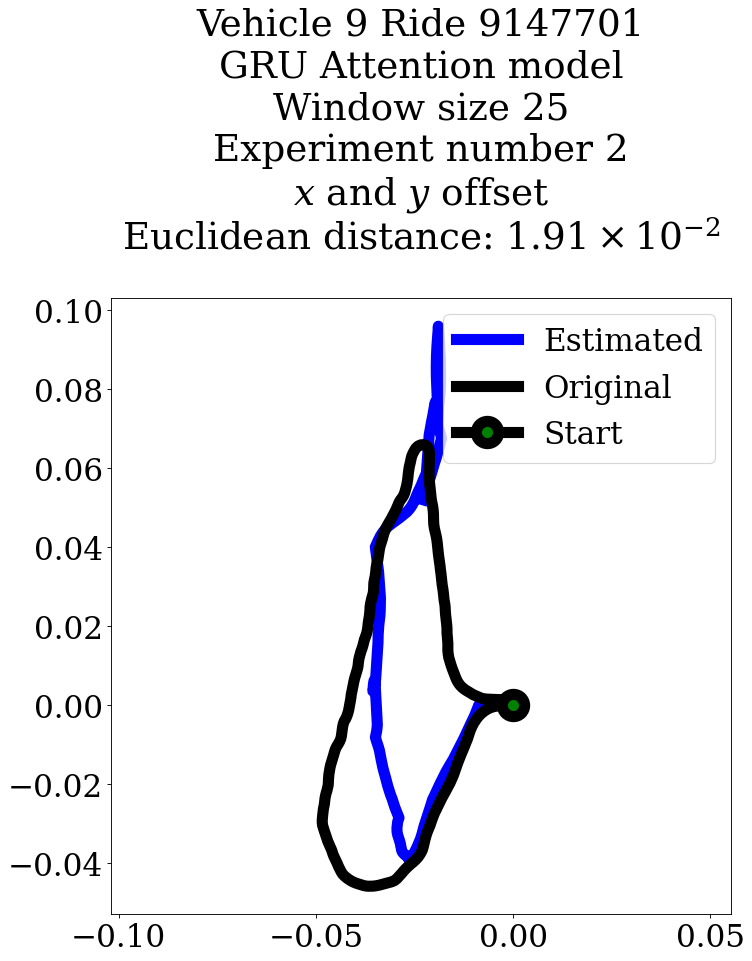 Vehicle 9 Ride 9147701
GRU Attention model
Window size 25
Experiment number 2
x and y offset
Euclidean distance: 1.91 × 10⁻²
0.10
Estimated
0.08
Original
Start
0.06
0.04
0.02
0.00
−0.02
−0.04
−0.10 −0.05 0.00 0.05